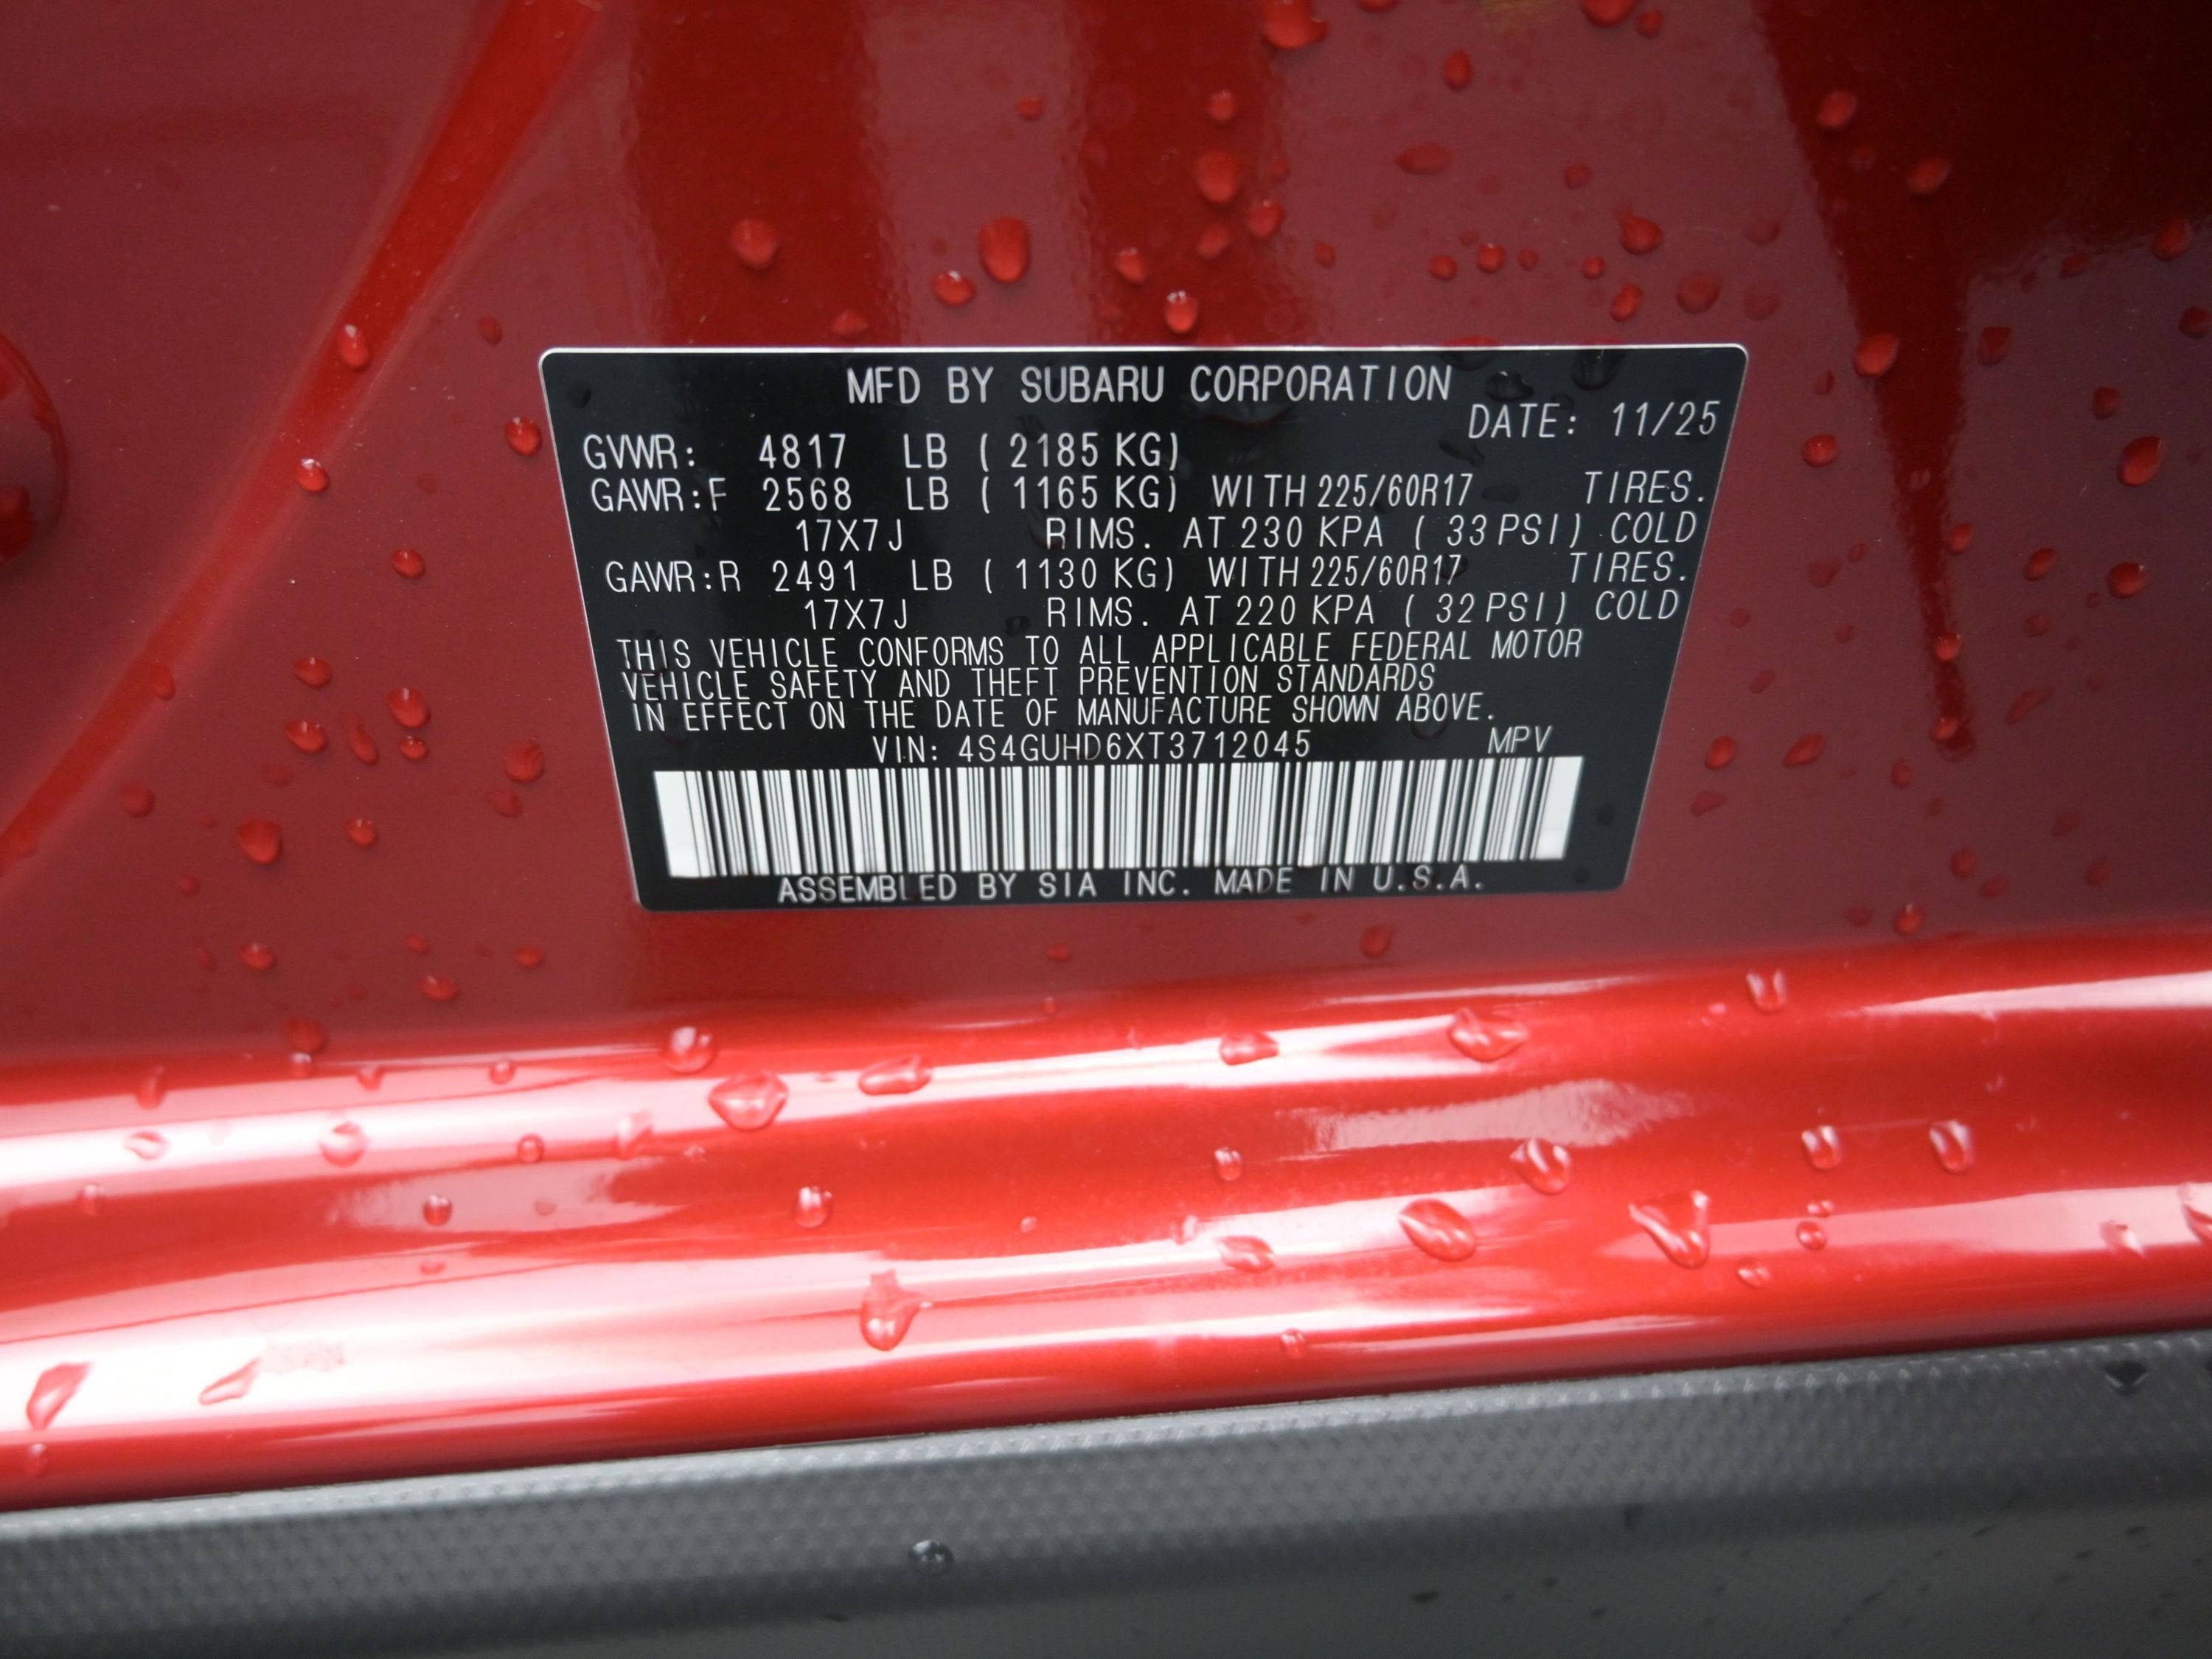 MFD BY SUBARU CORPORATION
DATE: 11/25
GVWR: 4817 LB ( 2185 KG)
GAWR:F 2568 LB ( 1165 KG) WITH 225/60R17 TIRES.
17X7J RIMS. AT 230 KPA ( 33 PSI) COLD
GAWR:R 2491 LB ( 1130 KG) WITH 225/60R17 TIRES.
17X7J RIMS. AT 220 KPA ( 32 PSI) COLD
THIS VEHICLE CONFORMS TO ALL APPLICABLE FEDERAL MOTOR
VEHICLE SAFETY AND THEFT PREVENTION STANDARDS
IN EFFECT ON THE DATE OF MANUFACTURE SHOWN ABOVE.
VIN: 4S4GUHD6XT3712045 MPV
ASSEMBLED BY SIA INC. MADE IN U.S.A.